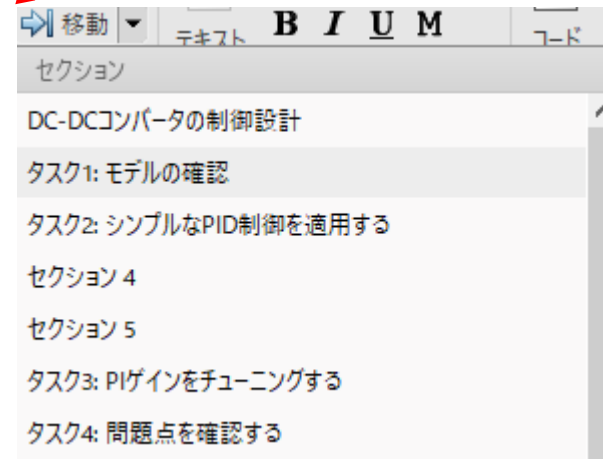 移動
テキスト B I U M コード
セクション
DC-DCコンバータの制御設計
タスク1: モデルの確認
タスク2: シンプルなPID制御を適用する
セクション 4
セクション 5
タスク3: PIゲインをチューニングする
タスク4: 問題点を確認する